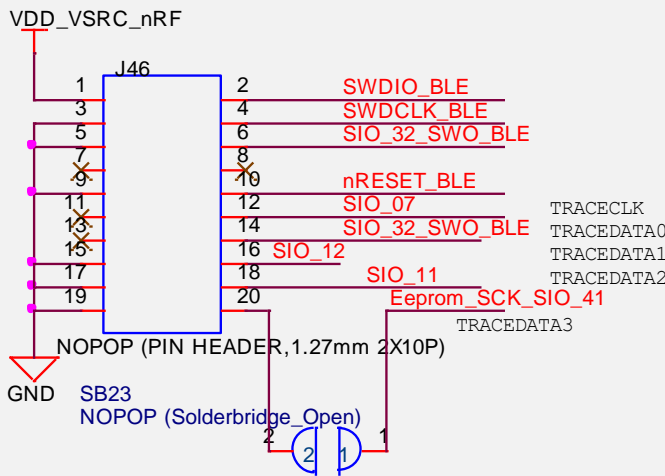 VDD_VSRC_nRF
J46
1 2 SWDIO_BLE
3 4 SWDCLK_BLE
5 6 SIO_32_SWO_BLE
7 8
9 10 nRESET_BLE
11 12 SIO_07 TRACECLK
13 14 SIO_32_SWO_BLE TRACEDATA0
15 16 SIO_12 TRACEDATA1
17 18 SIO_11 TRACEDATA2
19 20 Eeprom_SCK_SIO_41
TRACEDATA3
NOPOP (PIN HEADER,1.27mm 2X10P)
GND
SB23
NOPOP (Solderbridge_Open)
2 1
2 1